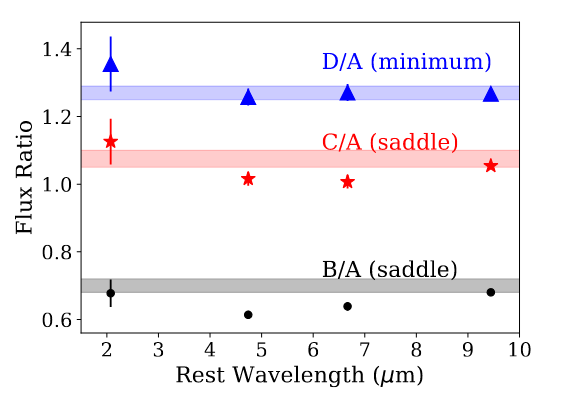 1.4
1.2
1.0
0.8
0.6
Flux Ratio
D/A (minimum)
C/A (saddle)
B/A (saddle)
2 3 4 5 6 7 8 9 10
Rest Wavelength (μm)